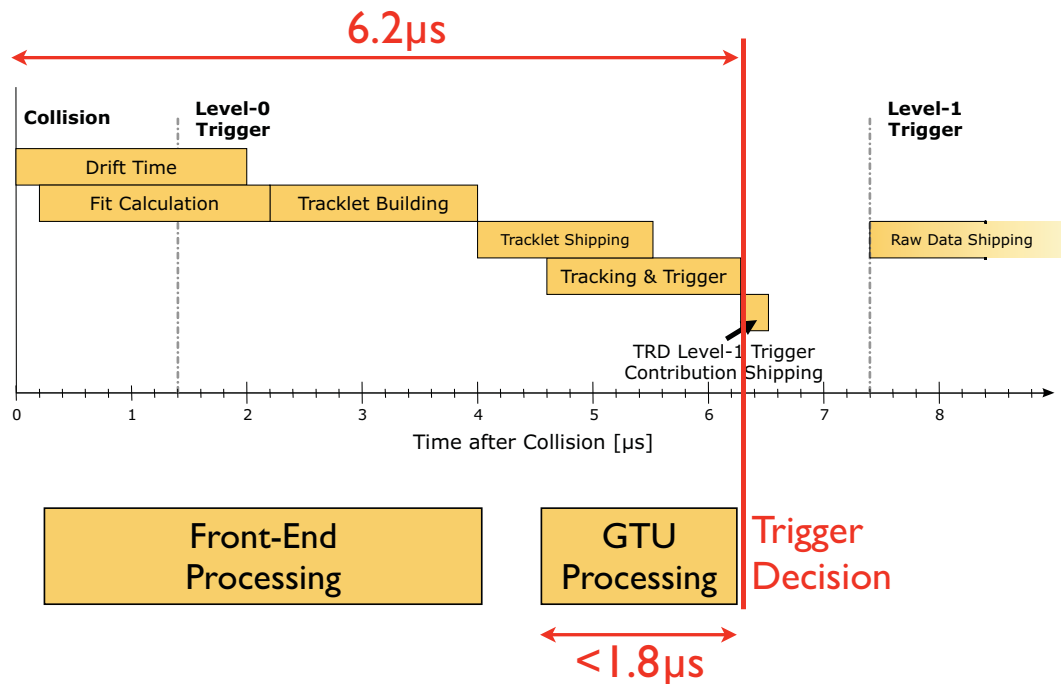 6.2µs
Collision
Level-0
Trigger
Level-1
Trigger
Drift Time
Fit Calculation
Tracklet Building
Tracklet Shipping
Raw Data Shipping
Tracking & Trigger
TRD Level-1 Trigger
Contribution Shipping
0 1 2 3 4 5 6 7 8
Time after Collision [µs]
Front-End
Processing
GTU
Processing
Trigger
Decision
<1.8µs